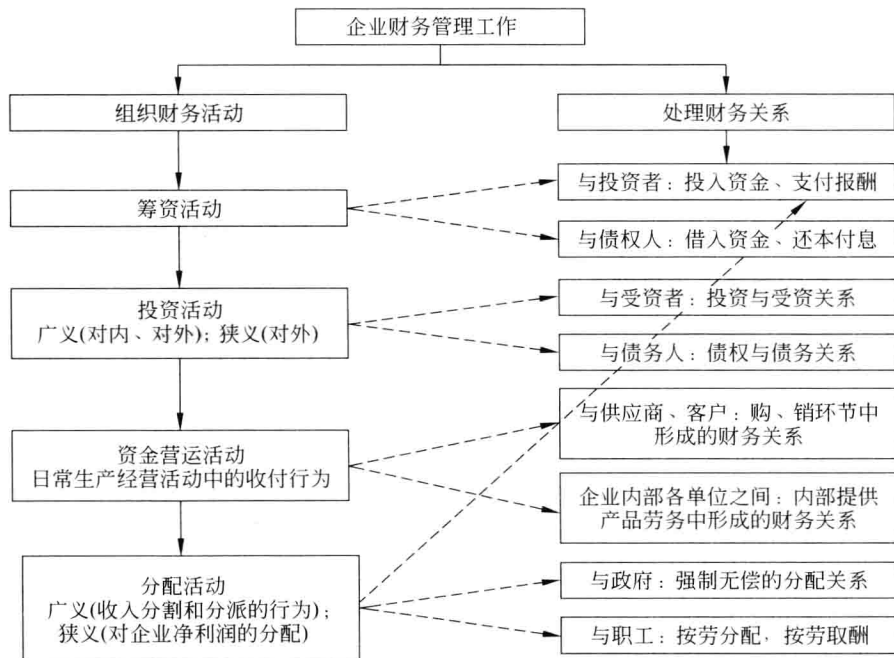 企业财务管理工作
组织财务活动
处理财务关系
筹资活动
与投资者：投入资金、支付报酬
与债权人：借入资金、还本付息
投资活动
广义(对内、对外)；狭义(对外)
与受资者：投资与受资关系
与债务人：债权与债务关系
资金营运活动
日常生产经营活动中的收付行为
与供应商、客户：购、销环节中
形成的财务关系
企业内部各单位之间：内部提供
产品劳务中形成的财务关系
分配活动
广义(收入分割和分派的行为)；
狭义(对企业净利润的分配)
与政府：强制无偿的分配关系
与职工：按劳分配，按劳取酬